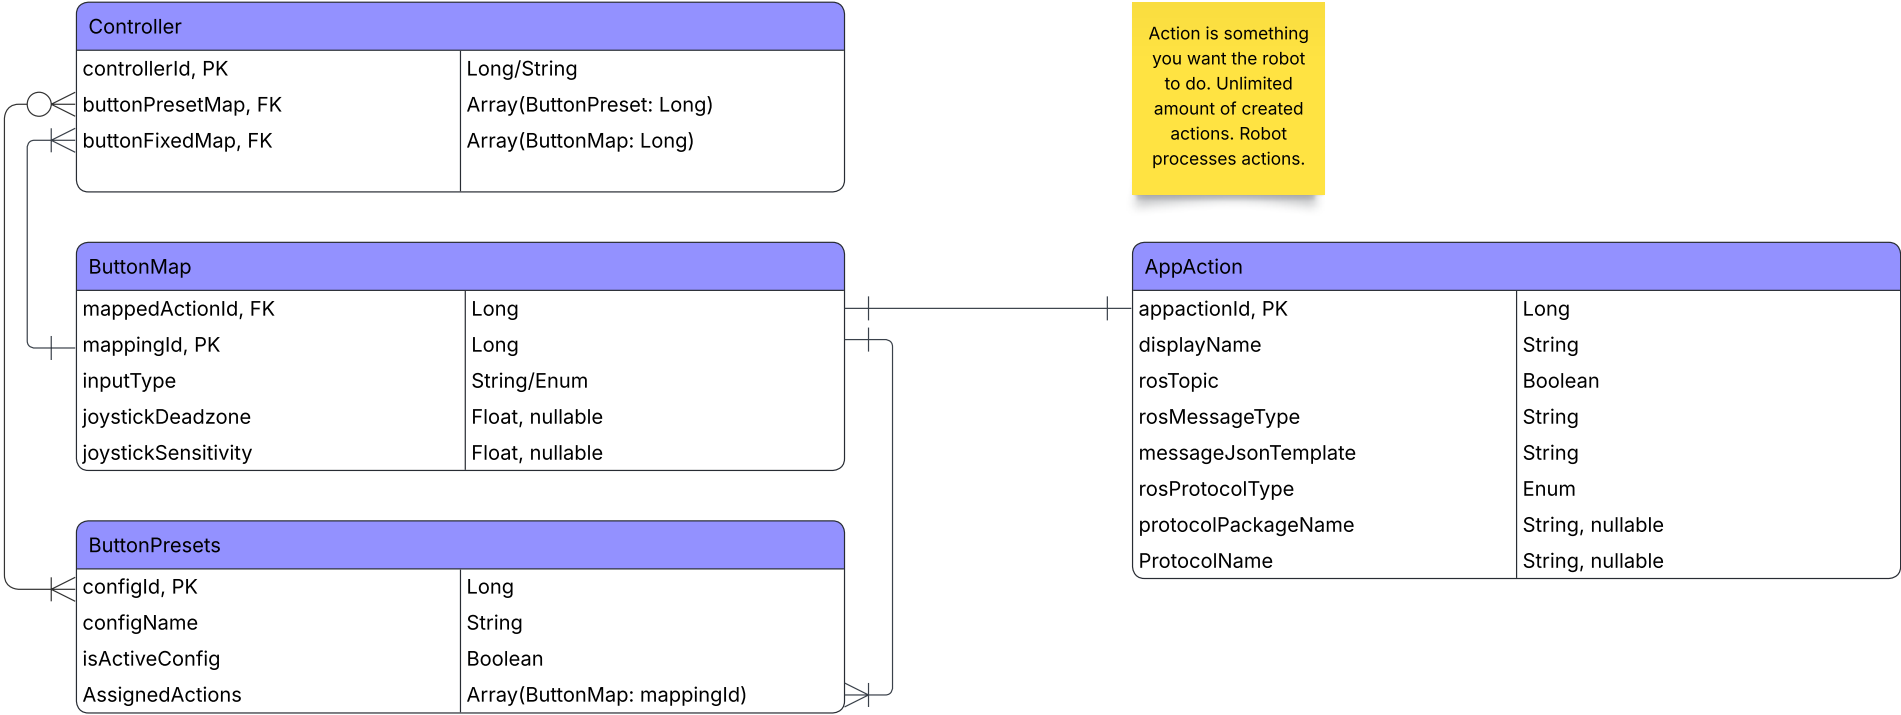 Controller
controllerId, PK Long/String
buttonPresetMap, FK Array(ButtonPreset: Long)
buttonFixedMap, FK Array(ButtonMap: Long)
Action is something
you want the robot
to do. Unlimited
amount of created
actions. Robot
processes actions.
ButtonMap
mappedActionId, FK Long
mappingId, PK Long
inputType String/Enum
joystickDeadzone Float, nullable
joystickSensitivity Float, nullable
AppAction
appactionId, PK Long
displayName String
rosTopic Boolean
rosMessageType String
messageJsonTemplate String
rosProtocolType Enum
protocolPackageName String, nullable
ProtocolName String, nullable
ButtonPresets
configId, PK Long
configName String
isActiveConfig Boolean
AssignedActions Array(ButtonMap: mappingId)